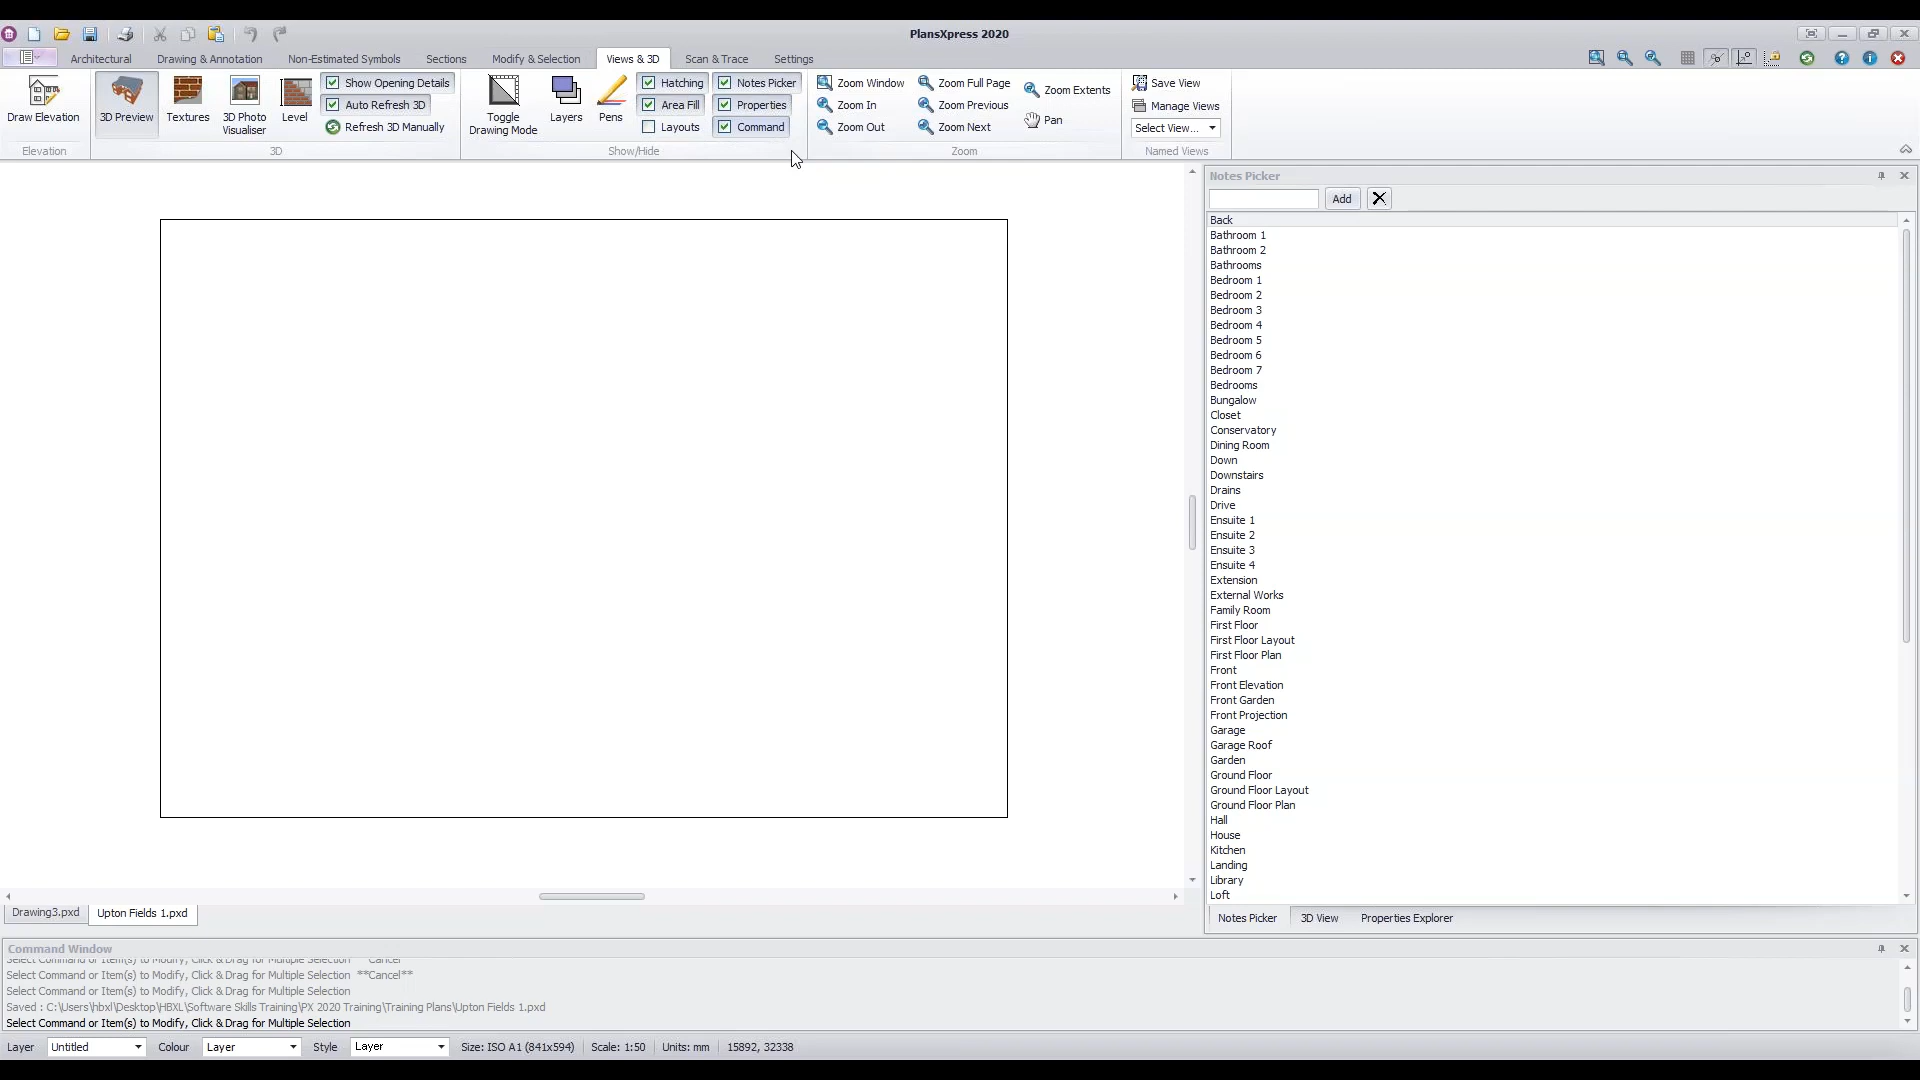 PlansXpress 2020
Architectural Drawing & Annotation Non-Estimated Symbols Sections Modify & Selection Views & 3D Scan & Trace Settings
Draw Elevation
Elevation
3D Preview
Textures
3D Photo Visualiser
Level
Show Opening Details
Auto Refresh 3D
Refresh 3D Manually
3D
Toggle Drawing Mode
Layers
Pens
Hatching
Area Fill
Layouts
Notes Picker
Properties
Command
Show/Hide
Zoom Window
Zoom In
Zoom Out
Zoom Full Page
Zoom Previous
Zoom Next
Zoom Extents
Pan
Zoom
Save View
Manage Views
Select View...
Named Views
Notes Picker
Add
Back
Bathroom 1
Bathroom 2
Bathrooms
Bedroom 1
Bedroom 2
Bedroom 3
Bedroom 4
Bedroom 5
Bedroom 6
Bedroom 7
Bedrooms
Bungalow
Closet
Conservatory
Dining Room
Down
Downstairs
Drains
Drive
Ensuite 1
Ensuite 2
Ensuite 3
Ensuite 4
Extension
External Works
Family Room
First Floor
First Floor Layout
First Floor Plan
Front
Front Elevation
Front Garden
Front Projection
Garage
Garage Roof
Garden
Ground Floor
Ground Floor Layout
Ground Floor Plan
Hall
House
Kitchen
Landing
Library
Loft
Notes Picker 3D View Properties Explorer
Drawing3.pxd Upton Fields 1.pxd
Command Window
Select Command or Item(s) to Modify, Click & Drag for Multiple Selection **Cancel**
Select Command or Item(s) to Modify, Click & Drag for Multiple Selection **Cancel**
Select Command or Item(s) to Modify, Click & Drag for Multiple Selection
Saved : C:\Users\hbxl\Desktop\HBXL\Software Skills Training\PX 2020 Training\Training Plans\Upton Fields 1.pxd
Select Command or Item(s) to Modify, Click & Drag for Multiple Selection
Layer Untitled Colour Layer Style Layer Size: ISO A1 (841x594) Scale: 1:50 Units: mm 15892, 32338